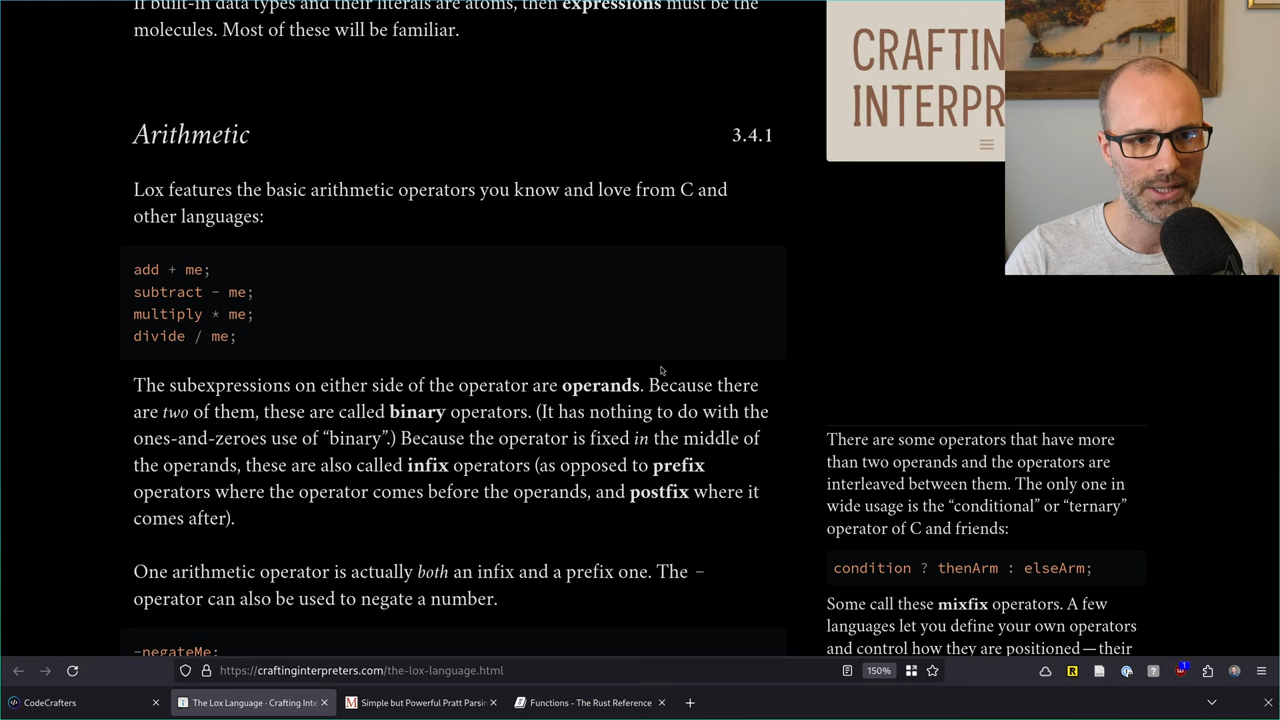 If built-in data types and their literals are atoms, then expressions must be the
molecules. Most of these will be familiar.
Arithmetic
3.4.1
Lox features the basic arithmetic operators you know and love from C and
other languages:
add + me;
subtract - me;
multiply * me;
divide / me;
The subexpressions on either side of the operator are operands. Because there
are two of them, these are called binary operators. (It has nothing to do with the
ones-and-zeroes use of “binary”.) Because the operator is fixed in the middle of
the operands, these are also called infix operators (as opposed to prefix
operators where the operator comes before the operands, and postfix where it
comes after).
One arithmetic operator is actually both an infix and a prefix one. The -
operator can also be used to negate a number.
-negateMe;
CRAFTIN
INTERPR
There are some operators that have more
than two operands and the operators are
interleaved between them. The only one in
wide usage is the “conditional” or “ternary”
operator of C and friends:
condition ? thenArm : elseArm;
Some call these mixfix operators. A few
languages let you define your own operators
and control how they are positioned—their
https://craftinginterpreters.com/the-lox-language.html
150%
1
CodeCrafters
The Lox Language · Crafting Inte
Simple but Powerful Pratt Parsin
Functions - The Rust Reference